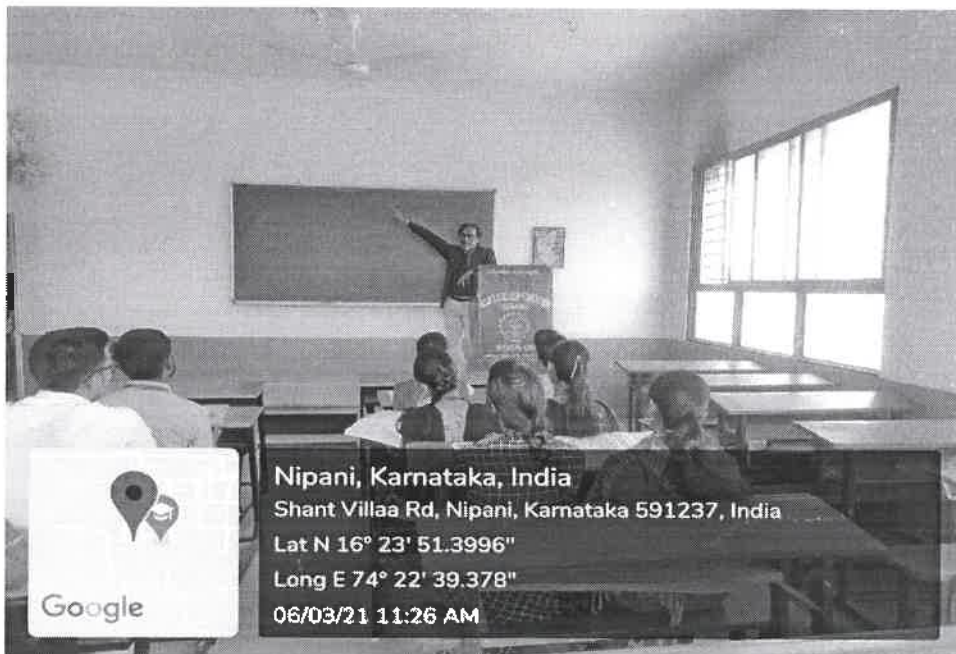 Nipani, Karnataka, India
Shant Villaa Rd, Nipani, Karnataka 591237, India
Lat N 16° 23' 51.3996"
Long E 74° 22' 39.378"
06/03/21 11:26 AM
Google